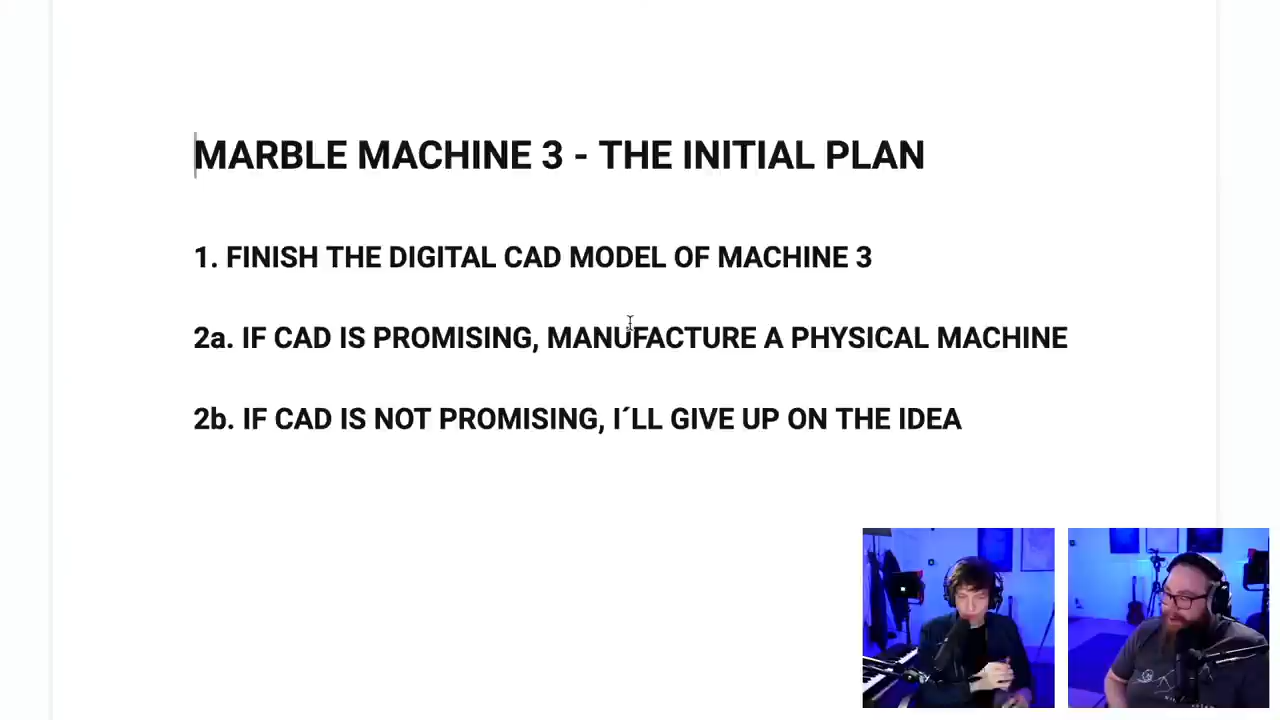 MARBLE MACHINE 3 - THE INITIAL PLAN
1. FINISH THE DIGITAL CAD MODEL OF MACHINE 3
2a. IF CAD IS PROMISING, MANUFACTURE A PHYSICAL MACHINE
2b. IF CAD IS NOT PROMISING, I´LL GIVE UP ON THE IDEA